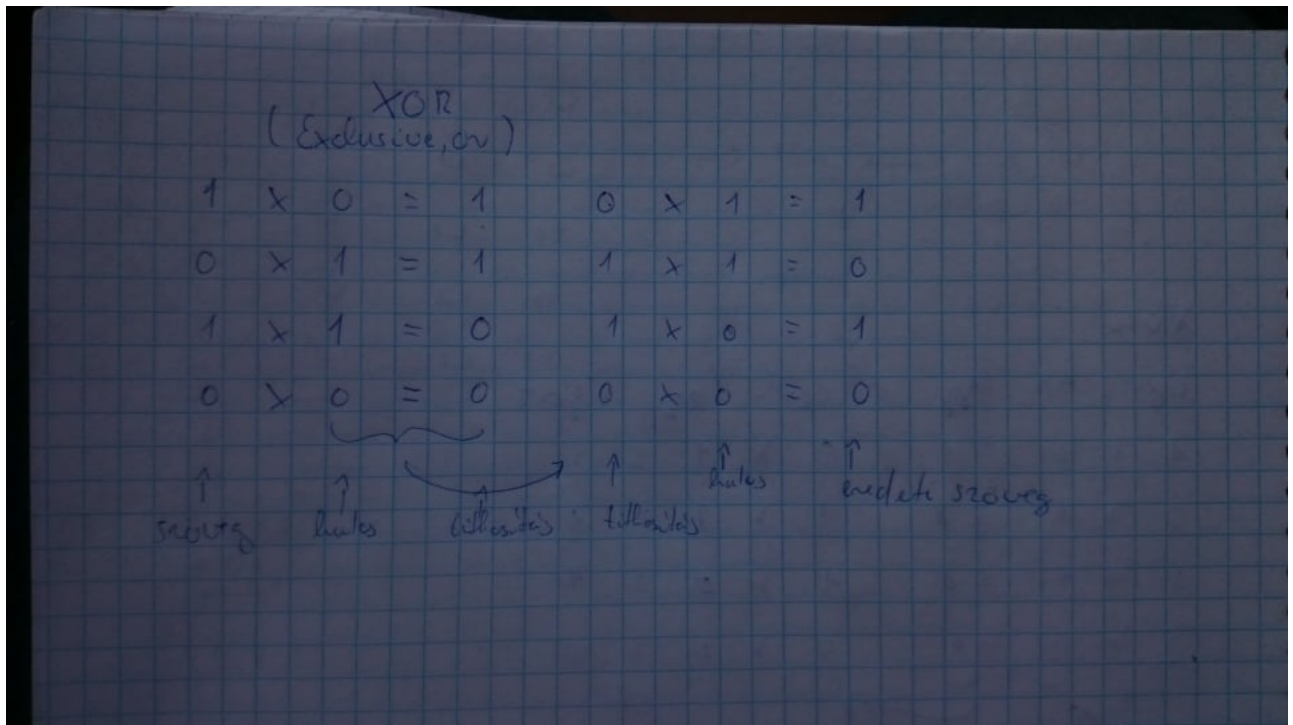 XOR
(Exclusive, or)
1 x 0 = 1 0 x 1 = 1
0 x 1 = 1 1 x 1 = 0
1 x 1 = 0 1 x 0 = 1
0 x 0 = 0 0 x 0 = 0
↑ ↑ ↑ ↑ ↑ ↑
szöveg kulcs titkosítás titkosítás kulcs eredeti szöveg